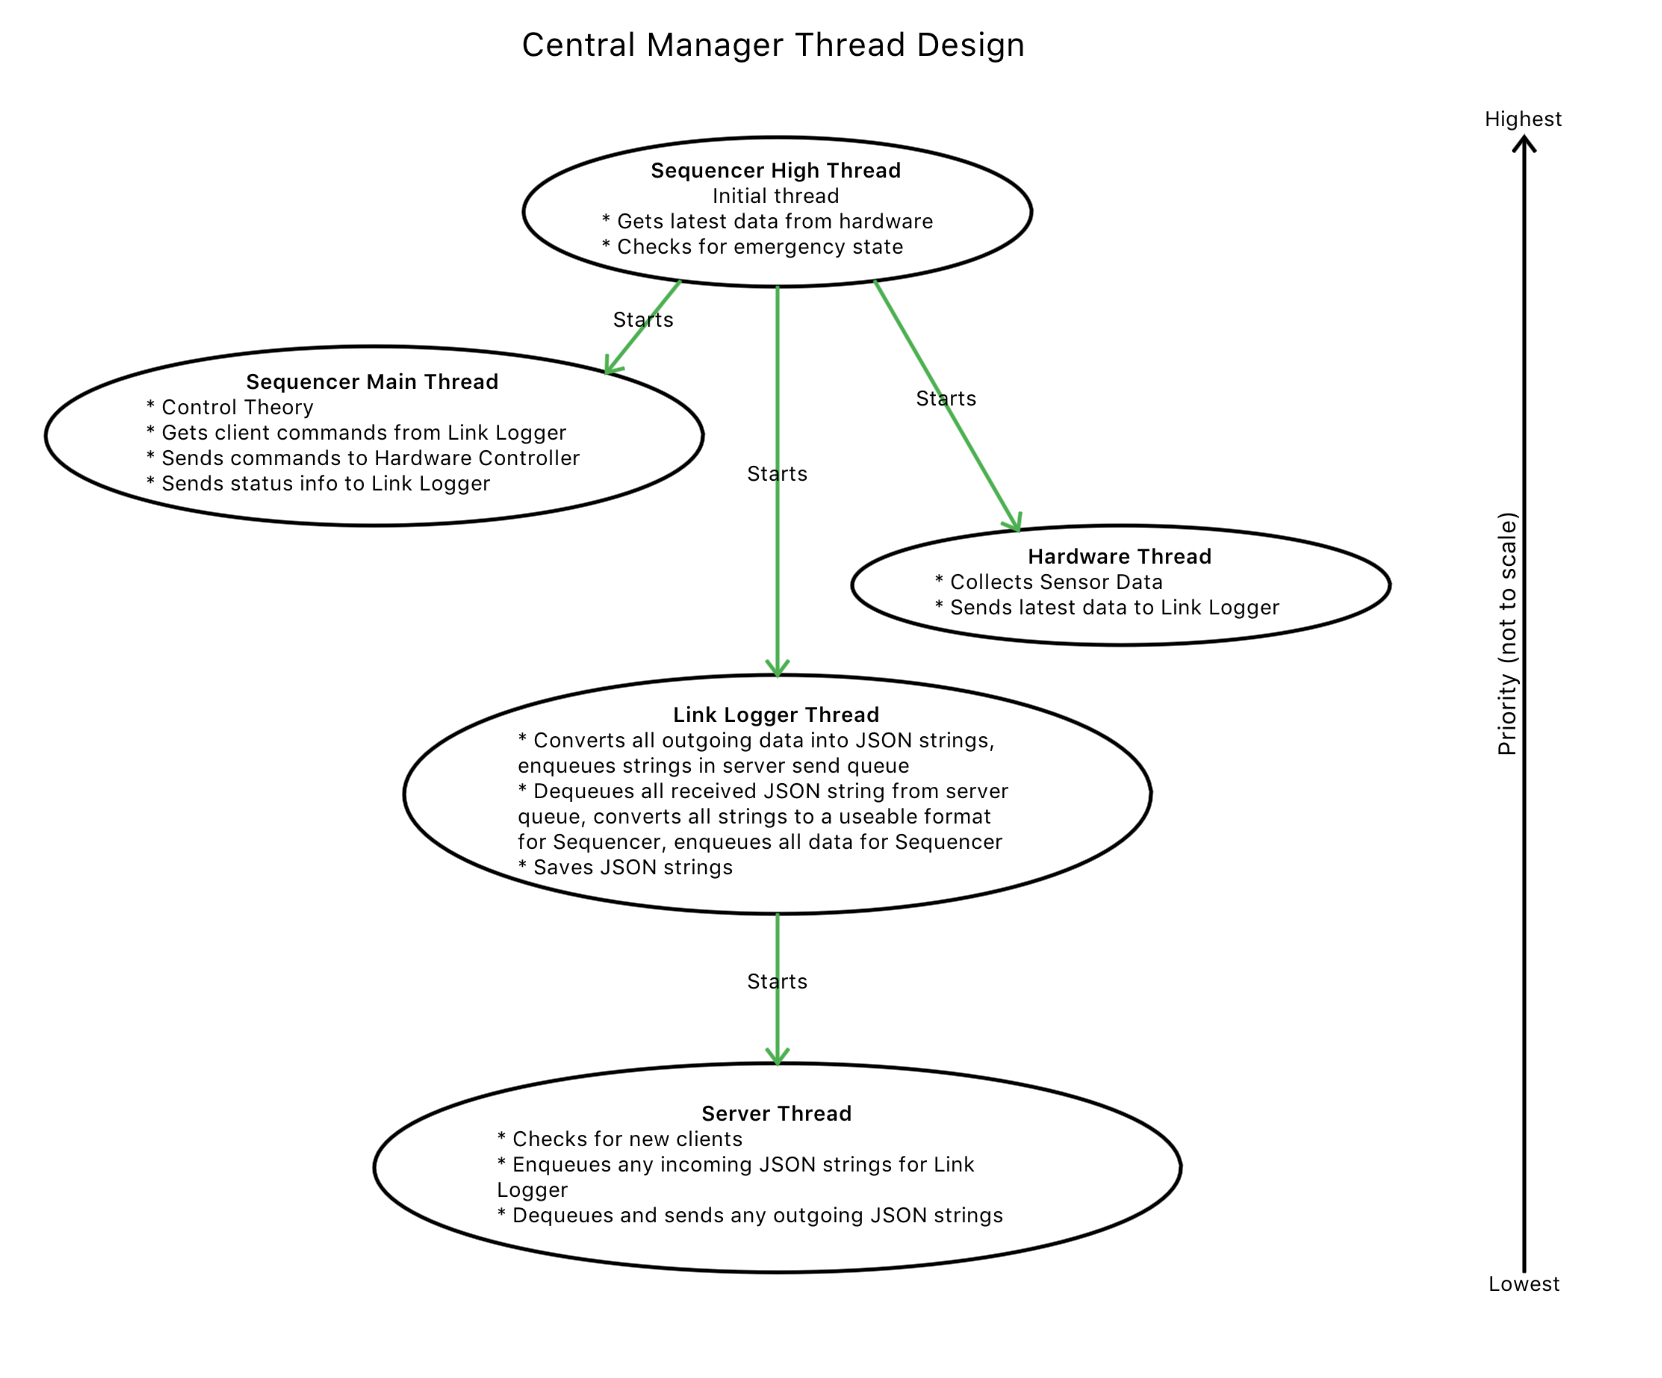 Central Manager Thread Design
Highest
Sequencer High Thread
Initial thread
* Gets latest data from hardware
* Checks for emergency state
Starts
Sequencer Main Thread
* Control Theory
* Gets client commands from Link Logger
* Sends commands to Hardware Controller
* Sends status info to Link Logger
Starts
Starts
Hardware Thread
* Collects Sensor Data
* Sends latest data to Link Logger
Priority (not to scale)
Link Logger Thread
* Converts all outgoing data into JSON strings,
enqueues strings in server send queue
* Dequeues all received JSON string from server
queue, converts all strings to a useable format
for Sequencer, enqueues all data for Sequencer
* Saves JSON strings
Starts
Server Thread
* Checks for new clients
* Enqueues any incoming JSON strings for Link
Logger
* Dequeues and sends any outgoing JSON strings
Lowest